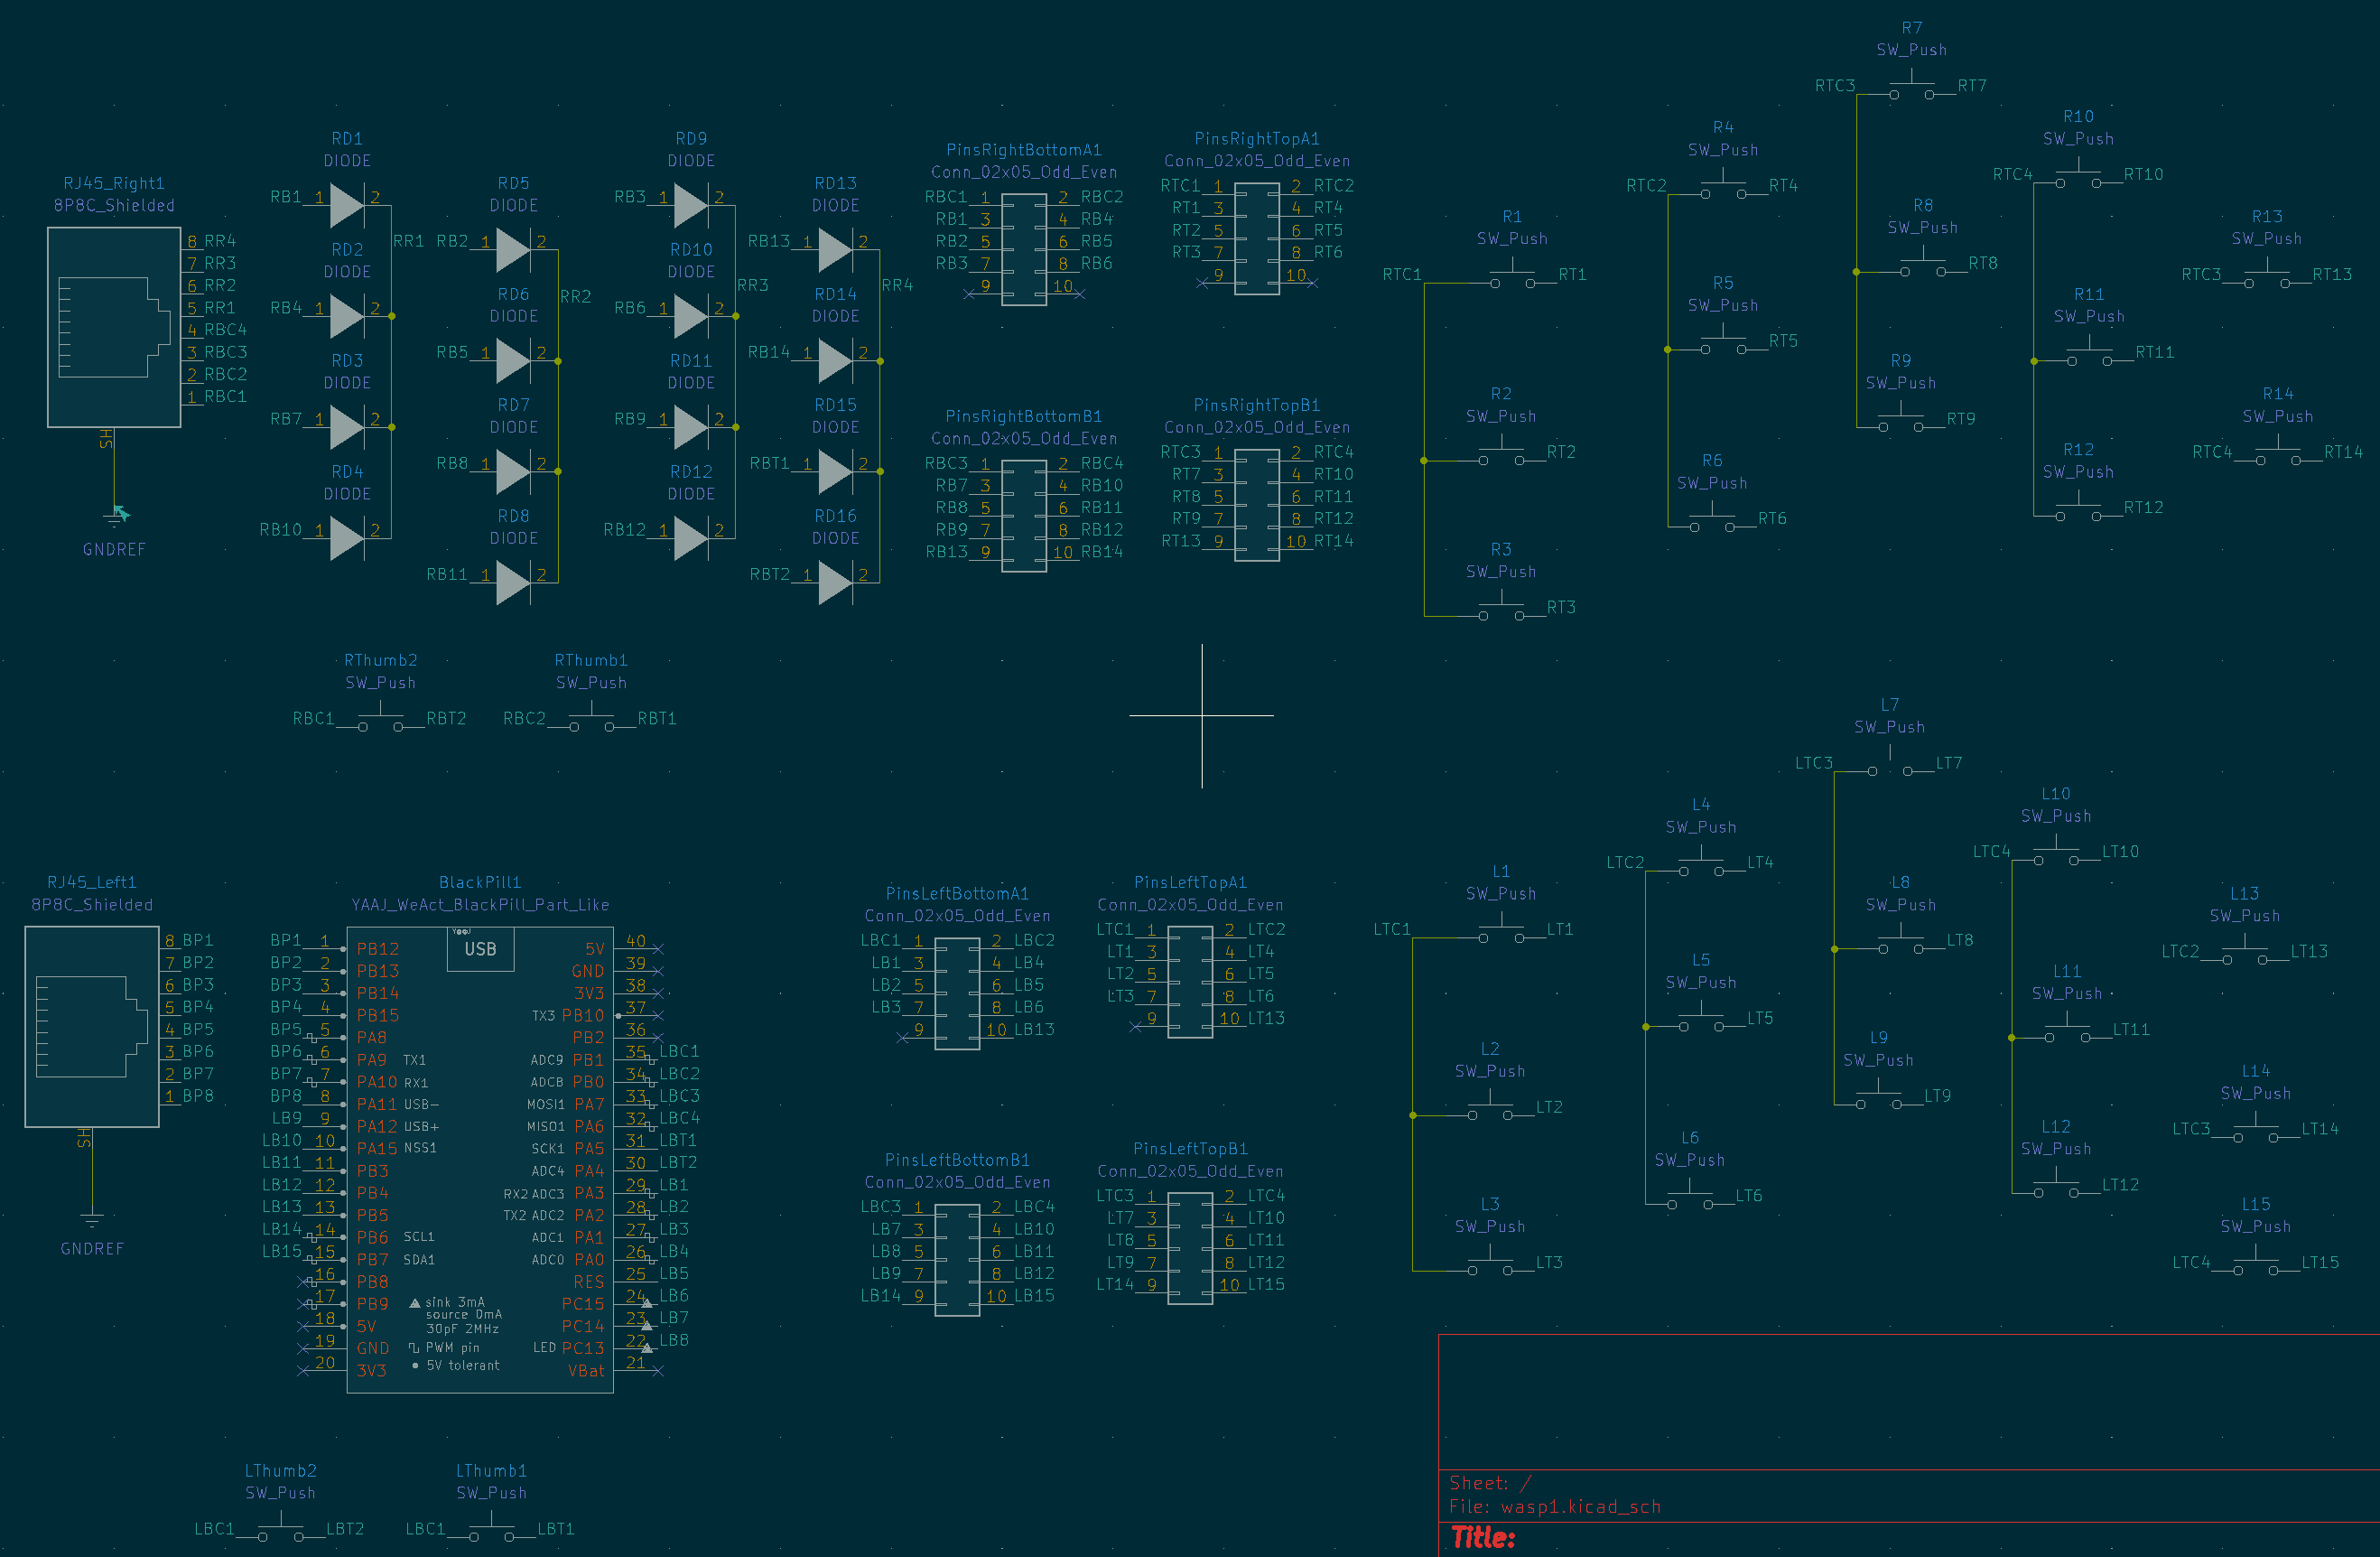 RJ45_Right1
8P8C_Shielded
8 RR4
7 RR3
6 RR2
5 RR1
4 RBC4
3 RBC3
2 RBC2
1 RBC1
SH
GNDREF
RD1
DIODE
RB1 1 2
RR1
RD2
DIODE
RB4 1 2
RD3
DIODE
RB7 1 2
RD4
DIODE
RB10 1 2
RD5
DIODE
RB2 1 2
RR2
RD6
DIODE
RB5 1 2
RD7
DIODE
RB8 1 2
RD8
DIODE
RB11 1 2
RD9
DIODE
RB3 1 2
RD10
DIODE
RR3
RB6 1 2
RD11
DIODE
RB9 1 2
RD12
DIODE
RB12 1 2
RD13
DIODE
RB13 1 2
RD14
DIODE
RR4
RB14 1 2
RD15
DIODE
RBT1 1 2
RD16
DIODE
RBT2 1 2
PinsRightBottomA1
Conn_02x05_Odd_Even
RBC1 1 2 RBC2
RB1 3 4 RB4
RB2 5 6 RB5
RB3 7 8 RB6
9 10
PinsRightTopA1
Conn_02x05_Odd_Even
RTC1 1 2 RTC2
RT1 3 4 RT4
RT2 5 6 RT5
RT3 7 8 RT6
9 10
PinsRightBottomB1
Conn_02x05_Odd_Even
RBC3 1 2 RBC4
RB7 3 4 RB10
RB8 5 6 RB11
RB9 7 8 RB12
RB13 9 10 RB14
PinsRightTopB1
Conn_02x05_Odd_Even
RTC3 1 2 RTC4
RT7 3 4 RT10
RT8 5 6 RT11
RT9 7 8 RT12
RT13 9 10 RT14
R1
SW_Push
RTC1 RT1
R2
SW_Push
RT2
R3
SW_Push
RT3
R4
SW_Push
RTC2 RT4
R5
SW_Push
RT5
R6
SW_Push
RT6
R7
SW_Push
RTC3 RT7
R8
SW_Push
RT8
R9
SW_Push
RT9
R10
SW_Push
RTC4 RT10
R11
SW_Push
RT11
R12
SW_Push
RT12
R13
SW_Push
RTC3 RT13
R14
SW_Push
RTC4 RT14
RThumb2
SW_Push
RBC1 RBT2
RThumb1
SW_Push
RBC2 RBT1
RJ45_Left1
8P8C_Shielded
8 BP1
7 BP2
6 BP3
5 BP4
4 BP5
3 BP6
2 BP7
1 BP8
SH
GNDREF
BlackPill1
YAAJ_WeAct_BlackPill_Part_Like
YAAJ
USB
BP1 1 PB12 5V 40
BP2 2 PB13 GND 39
BP3 3 PB14 3V3 38
BP4 4 PB15 TX3 PB10 37
BP5 5 PA8 PB2 36
BP6 6 PA9 TX1 ADC9 PB1 35 LBC1
BP7 7 PA10 RX1 ADC8 PB0 34 LBC2
BP8 8 PA11 USB- MOSI1 PA7 33 LBC3
LB9 9 PA12 USB+ MISO1 PA6 32 LBC4
LB10 10 PA15 NSS1 SCK1 PA5 31 LBT1
LB11 11 PB3 ADC4 PA4 30 LBT2
LB12 12 PB4 RX2 ADC3 PA3 29 LB1
LB13 13 PB5 TX2 ADC2 PA2 28 LB2
LB14 14 PB6 SCL1 ADC1 PA1 27 LB3
LB15 15 PB7 SDA1 ADC0 PA0 26 LB4
16 PB8 RES 25 LB5
17 PB9 PC15 24 LB6
18 5V PC14 23 LB7
19 GND LED PC13 22 LB8
20 3V3 VBat 21
sink 3mA
source 0mA
30pF 2MHz
PWM pin
5V tolerant
PinsLeftBottomA1
Conn_02x05_Odd_Even
LBC1 1 2 LBC2
LB1 3 4 LB4
LB2 5 6 LB5
LB3 7 8 LB6
9 10 LB13
PinsLeftTopA1
Conn_02x05_Odd_Even
LTC1 1 2 LTC2
LT1 3 4 LT4
LT2 5 6 LT5
LT3 7 8 LT6
9 10 LT13
PinsLeftBottomB1
Conn_02x05_Odd_Even
LBC3 1 2 LBC4
LB7 3 4 LB10
LB8 5 6 LB11
LB9 7 8 LB12
LB14 9 10 LB15
PinsLeftTopB1
Conn_02x05_Odd_Even
LTC3 1 2 LTC4
LT7 3 4 LT10
LT8 5 6 LT11
LT9 7 8 LT12
LT14 9 10 LT15
L1
SW_Push
LTC1 LT1
L2
SW_Push
LT2
L3
SW_Push
LT3
L4
SW_Push
LTC2 LT4
L5
SW_Push
LT5
L6
SW_Push
LT6
L7
SW_Push
LTC3 LT7
L8
SW_Push
LT8
L9
SW_Push
LT9
L10
SW_Push
LTC4 LT10
L11
SW_Push
LT11
L12
SW_Push
LT12
L13
SW_Push
LTC2 LT13
L14
SW_Push
LTC3 LT14
L15
SW_Push
LTC4 LT15
LThumb2
SW_Push
LBC1 LBT2
LThumb1
SW_Push
LBC1 LBT1
Sheet: /
File: wasp1.kicad_sch
Title: